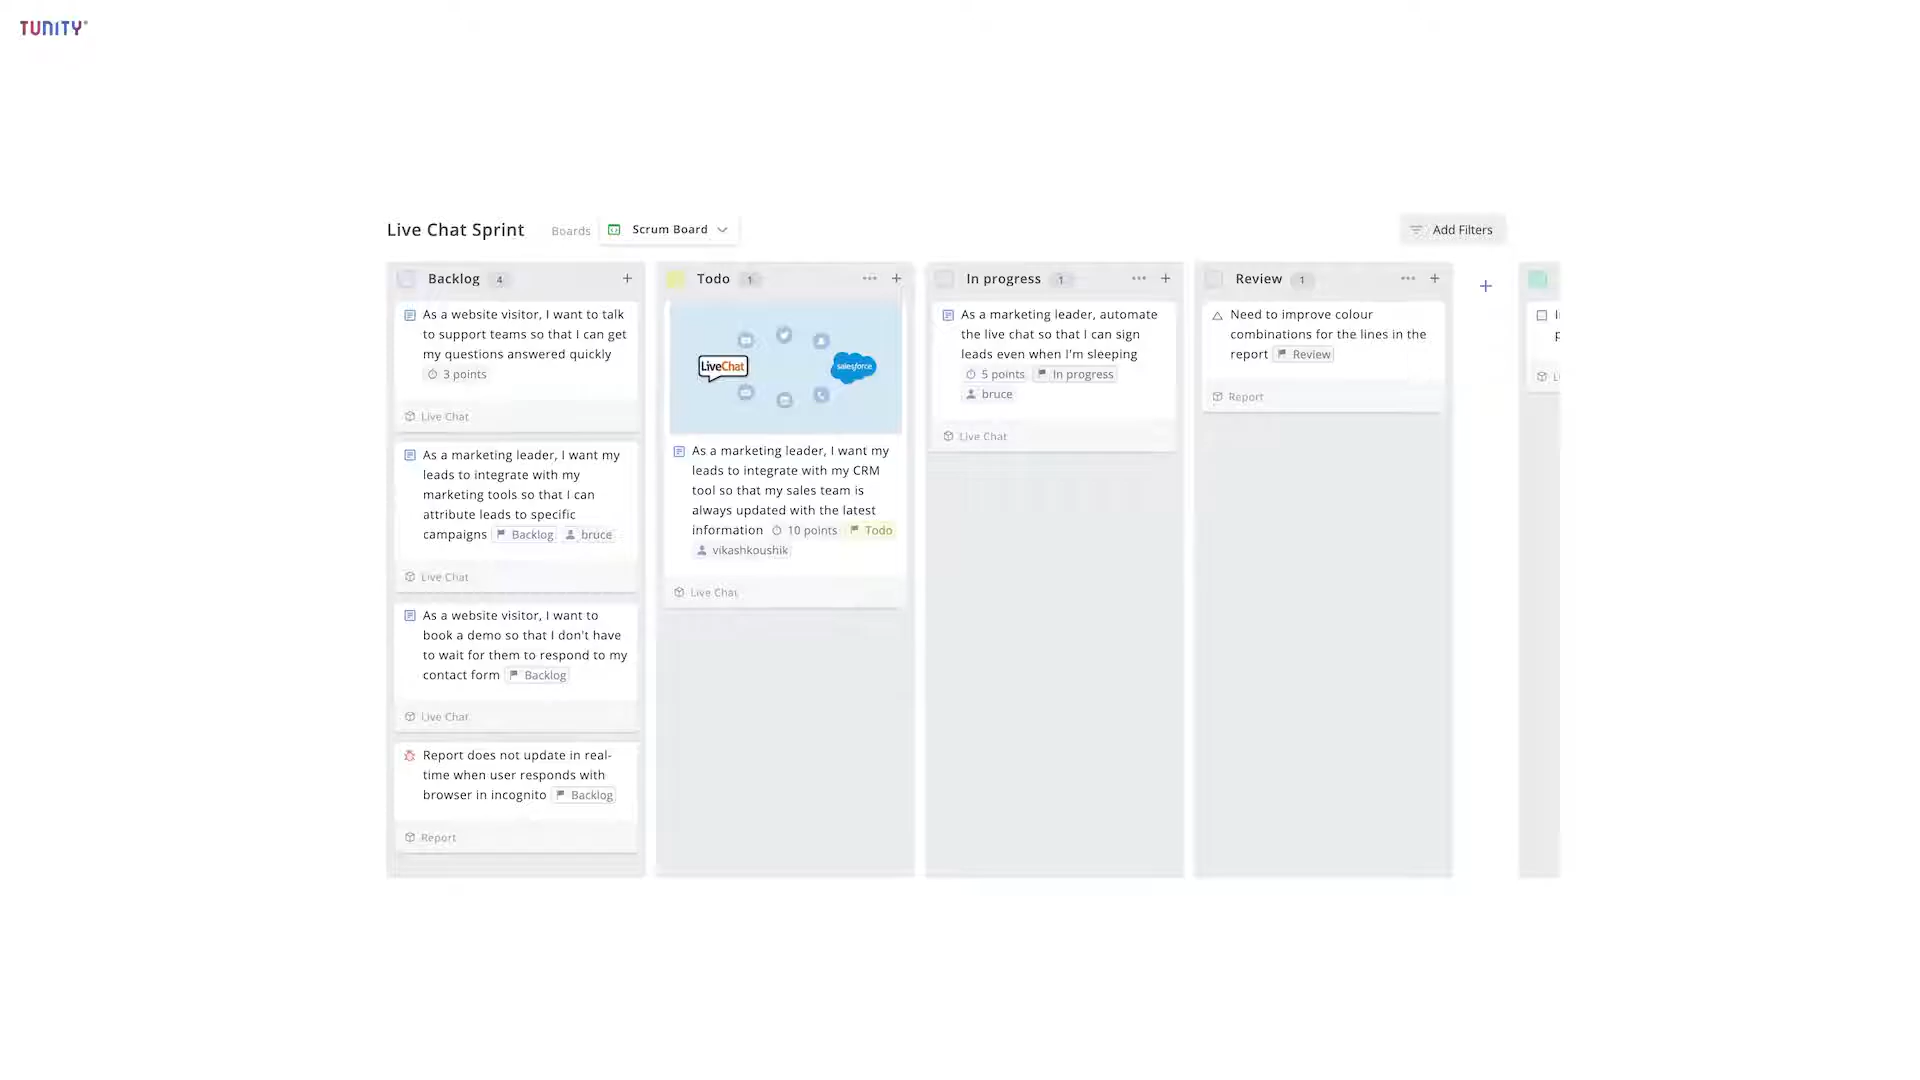 TUNITY
Live Chat Sprint
Boards
Scrum Board
Add Filters
Backlog 4
As a website visitor, I want to talk
to support teams so that I can get
my questions answered quickly
3 points
Live Chat
As a marketing leader, I want my
leads to integrate with my
marketing tools so that I can
attribute leads to specific
campaigns Backlog bruce
Live Chat
As a website visitor, I want to
book a demo so that I don't have
to wait for them to respond to my
contact form Backlog
Live Chat
Report does not update in real-
time when user responds with
browser in incognito Backlog
Report
Todo 1
LiveChat
salesforce
As a marketing leader, I want my
leads to integrate with my CRM
tool so that my sales team is
always updated with the latest
information 10 points Todo
vikashkoushik
Live Chat
In progress 1
As a marketing leader, automate
the live chat so that I can sign
leads even when I'm sleeping
5 points In progress
bruce
Live Chat
Review 1
Need to improve colour
combinations for the lines in the
report Review
Report